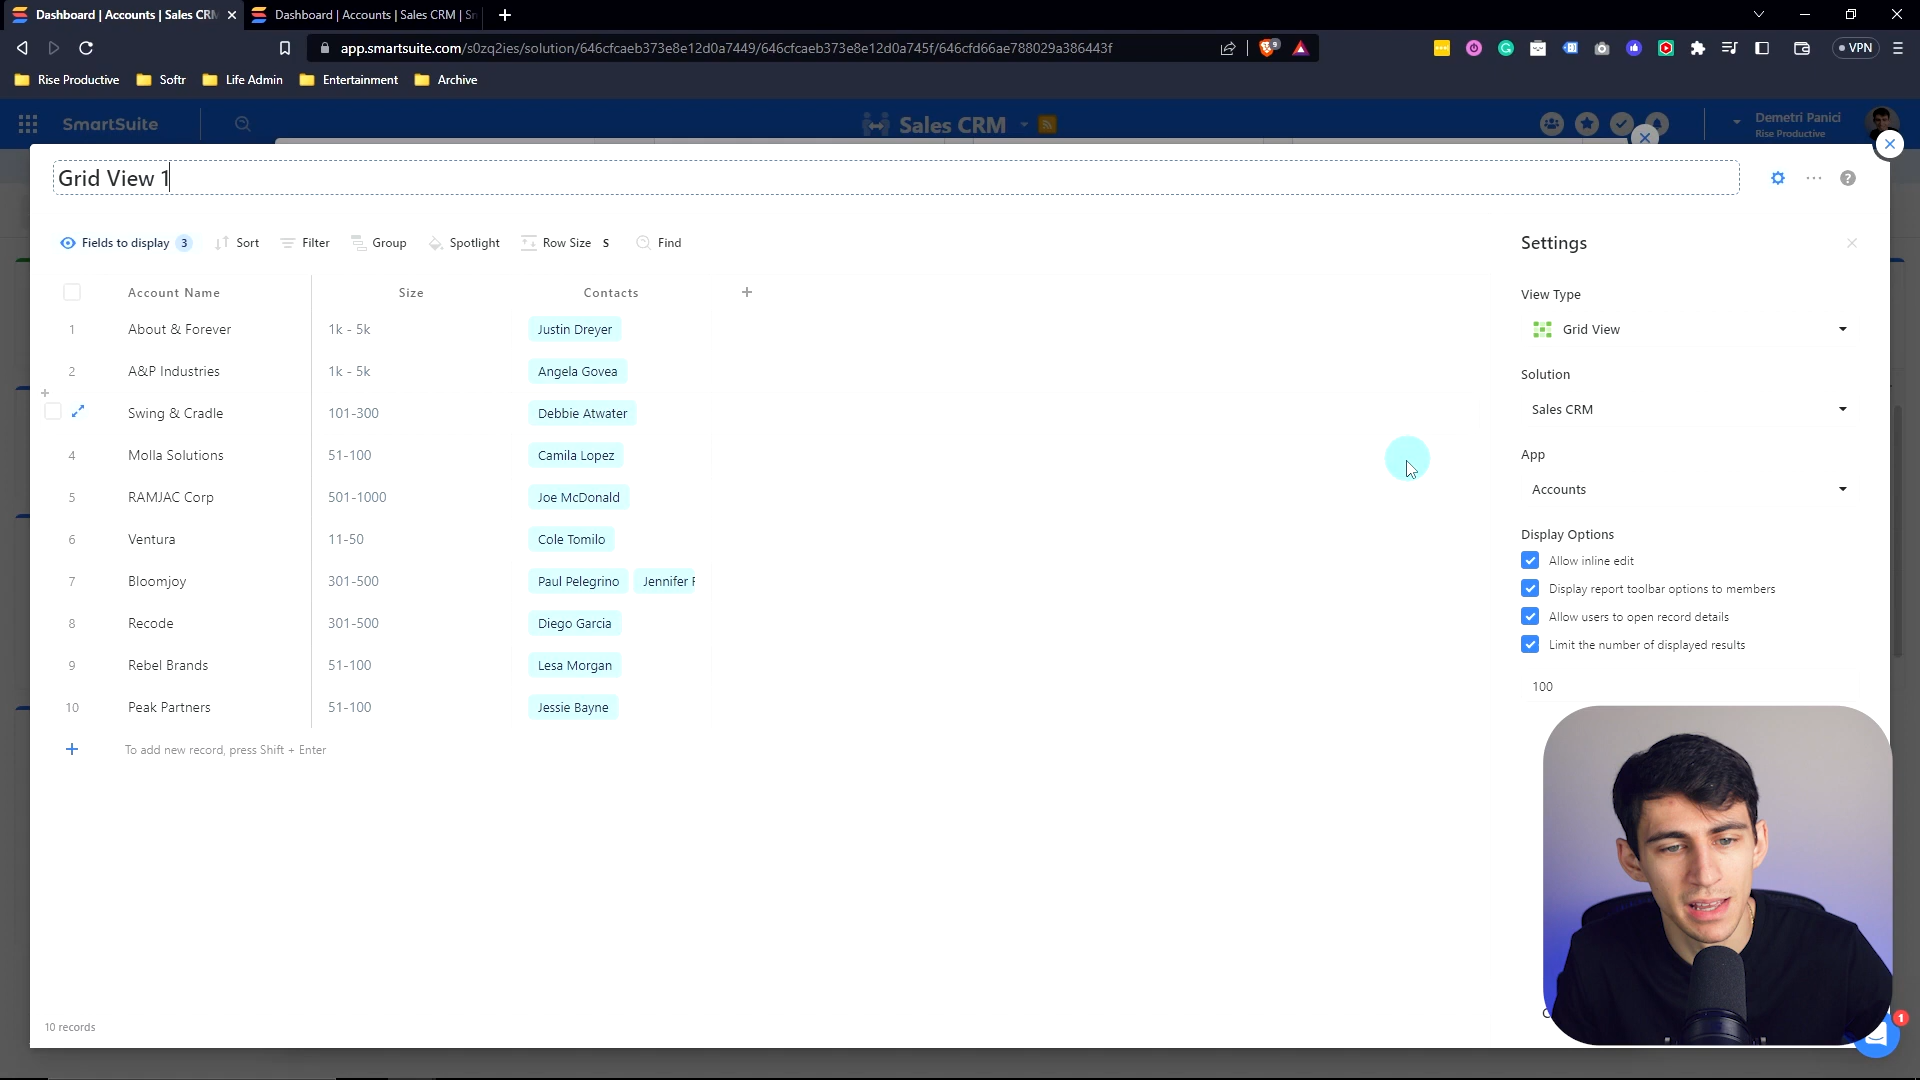 Dashboard | Accounts | Sales CRM
Dashboard | Accounts | Sales CRM |
app.smartsuite.com/s0zq2ies/solution/646cfcaeb373e8e12d0a7449/646cfcaeb373e8e12d0a745f/646cfd66ae788029a386443f
VPN
Rise Productive
Softr
Life Admin
Entertainment
Archive
SmartSuite
Sales CRM
Demetri Panici
Rise Productive
Grid View 1
Fields to display 3
Sort
Filter
Group
Spotlight
Row Size S
Find
Settings
Account Name
Size
Contacts
1 About & Forever 1k - 5k Justin Dreyer
2 A&P Industries 1k - 5k Angela Govea
Swing & Cradle 101-300 Debbie Atwater
4 Molla Solutions 51-100 Camila Lopez
5 RAMJAC Corp 501-1000 Joe McDonald
6 Ventura 11-50 Cole Tomilo
7 Bloomjoy 301-500 Paul Pelegrino Jennifer
8 Recode 301-500 Diego Garcia
9 Rebel Brands 51-100 Lesa Morgan
10 Peak Partners 51-100 Jessie Bayne
To add new record, press Shift + Enter
View Type
Grid View
Solution
Sales CRM
App
Accounts
Display Options
Allow inline edit
Display report toolbar options to members
Allow users to open record details
Limit the number of displayed results
100
10 records
1